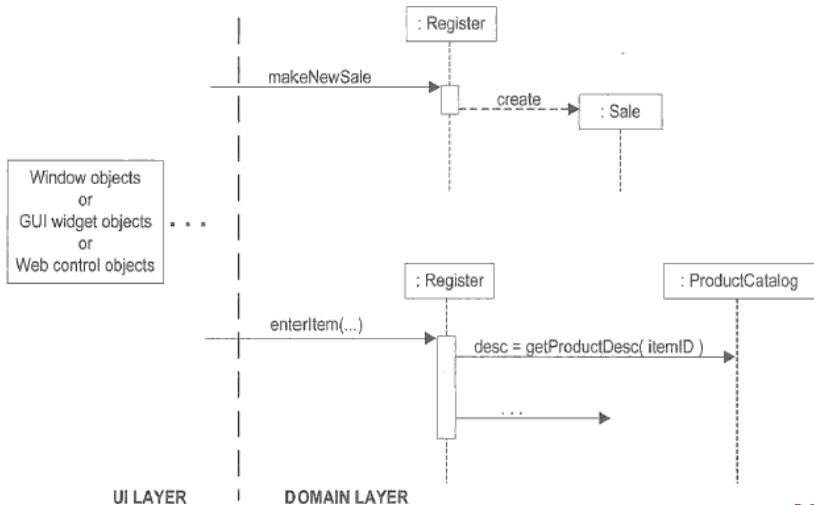 : Register
makeNewSale
create
: Sale
Window objects
or
GUI widget objects
or
Web control objects
. . .
: Register
: ProductCatalog
enterItem(...)
desc = getProductDesc( itemID )
. . .
UI LAYER
DOMAIN LAYER